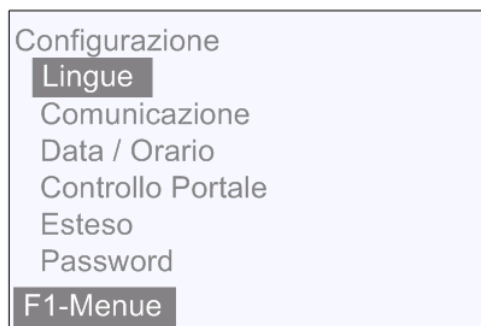 Configurazione
Lingue
Comunicazione
Data / Orario
Controllo Portale
Esteso
Password
F1-Menue